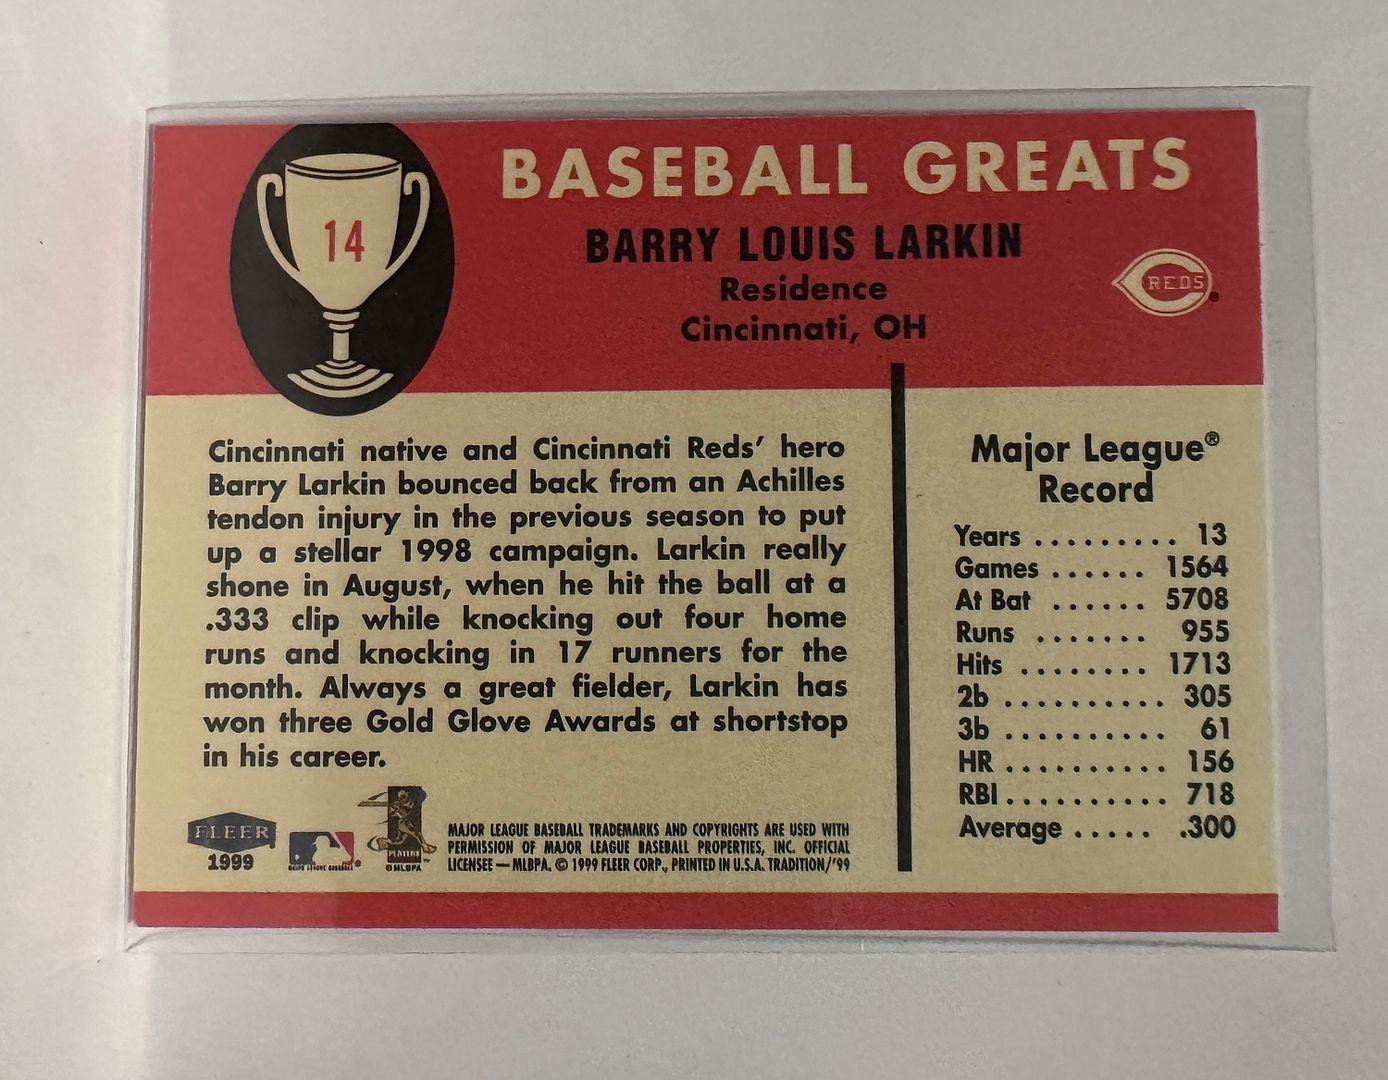 14
BASEBALL GREATS
BARRY LOUIS LARKIN
Residence
Cincinnati, OH
REDS
Cincinnati native and Cincinnati Reds’ hero
Barry Larkin bounced back from an Achilles
tendon injury in the previous season to put
up a stellar 1998 campaign. Larkin really
shone in August, when he hit the ball at a
.333 clip while knocking out four home
runs and knocking in 17 runners for the
month. Always a great fielder, Larkin has
won three Gold Glove Awards at shortstop
in his career.
Major League®
Record
Years ......... 13
Games ...... 1564
At Bat ...... 5708
Runs ....... 955
Hits ........ 1713
2b .......... 305
3b .......... 61
HR .......... 156
RBI .......... 718
Average ..... .300
FLEER
1999
MAJOR LEAGUE BASEBALL
PLAYERS
™
©MLBPA
MAJOR LEAGUE BASEBALL TRADEMARKS AND COPYRIGHTS ARE USED WITH
PERMISSION OF MAJOR LEAGUE BASEBALL PROPERTIES, INC. OFFICIAL
LICENSEE — MLBPA. © 1999 FLEER CORP., PRINTED IN U.S.A. TRADITION/’99